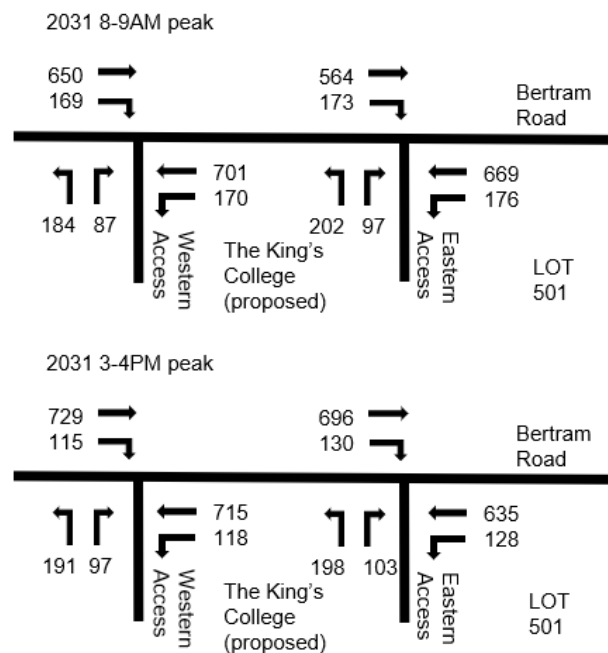 2031 8-9AM peak
650
169
564
173
Bertram
Road
701
170
669
176
184 87
202 97
Western
Access
The King's
College
(proposed)
Eastern
Access
LOT
501
2031 3-4PM peak
729
115
696
130
Bertram
Road
715
118
635
128
191 97
198 103
Western
Access
The King's
College
(proposed)
Eastern
Access
LOT
501